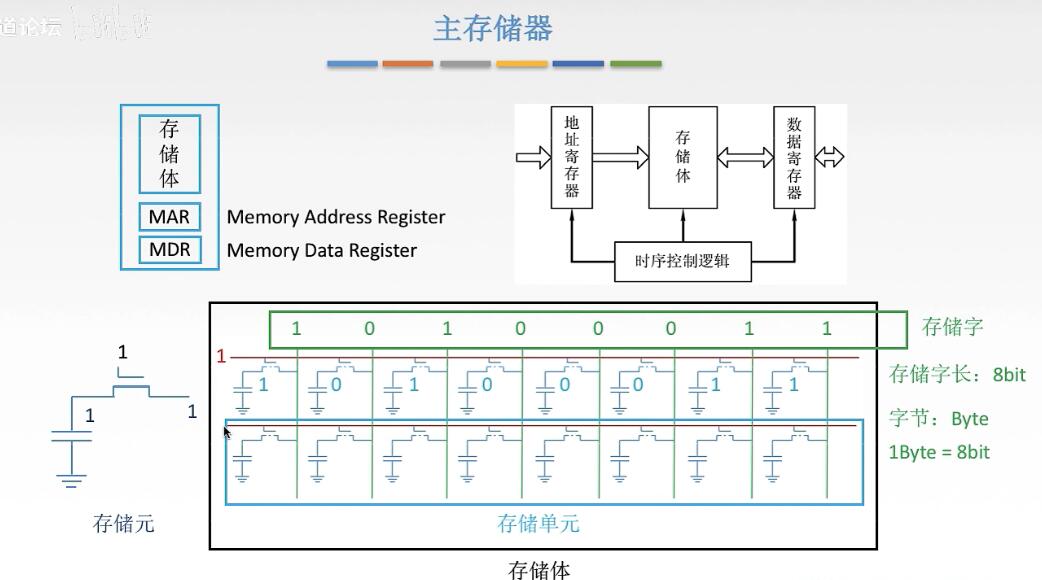 道论坛 bilibili
主存储器
存储体
MAR Memory Address Register
MDR Memory Data Register
地址寄存器
存储体
数据寄存器
时序控制逻辑
1 0 1 0 0 0 1 1 存储字
1
1 0 1 0 0 0 1 1
存储字长：8bit
字节：Byte
1Byte = 8bit
1
1
1
存储元
存储单元
存储体